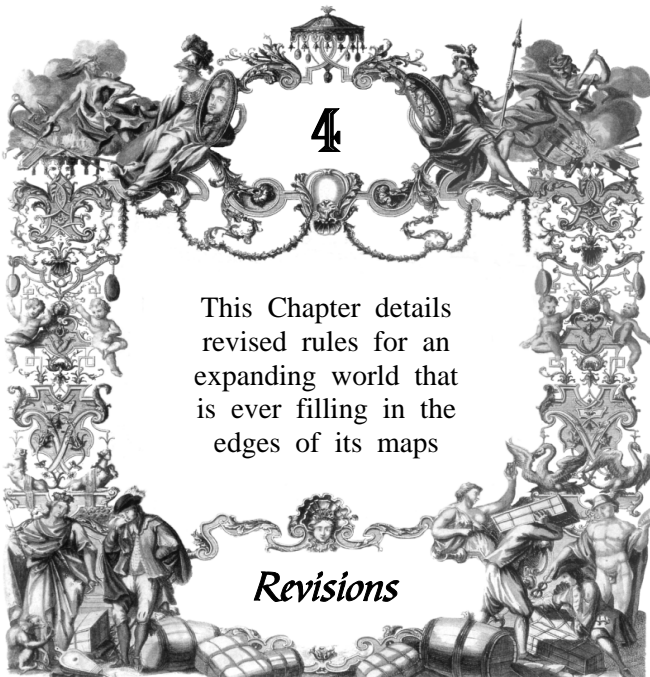 4
This Chapter details
revised rules for an
expanding world that
is ever filling in the
edges of its maps
Revisions